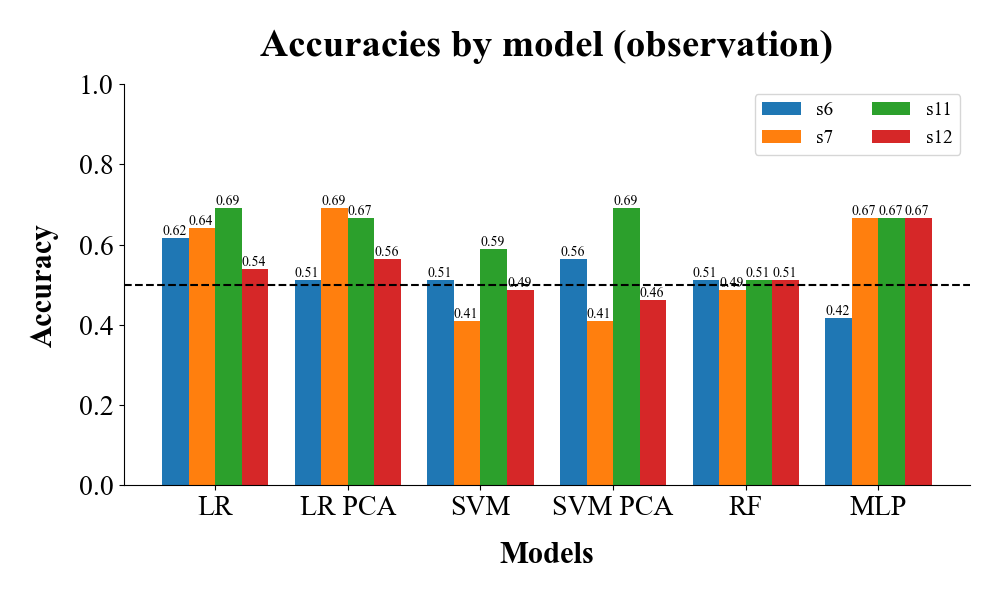 Accuracies by model (observation)
1.0
0.8
0.6
0.4
0.2
0.0
Accuracy
s6
s7
s11
s12
0.62 0.64 0.69 0.54
0.51 0.69 0.67 0.56
0.51 0.41 0.59 0.49
0.56 0.41 0.69 0.46
0.51 0.49 0.51 0.51
0.42 0.67 0.67 0.67
LR LR PCA SVM SVM PCA RF MLP
Models